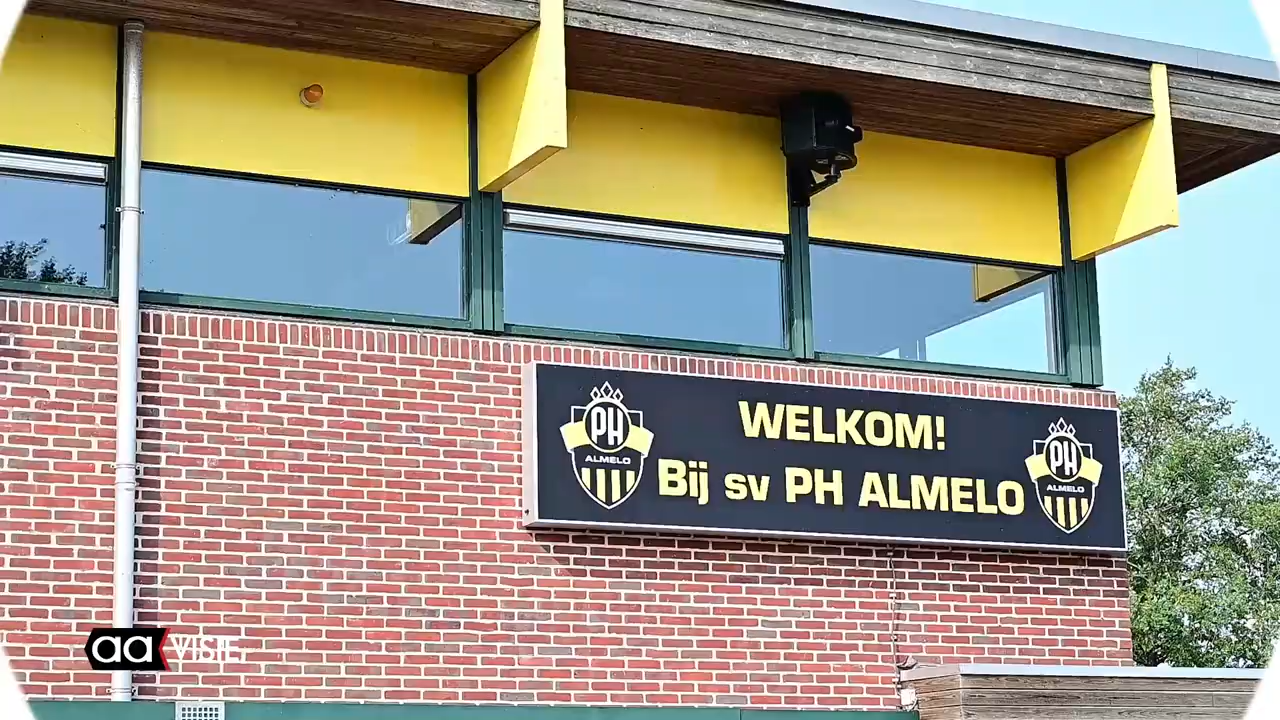 WELKOM!
Bij sv PH ALMELO
PH
ALMELO
PH
ALMELO
aa VISIE